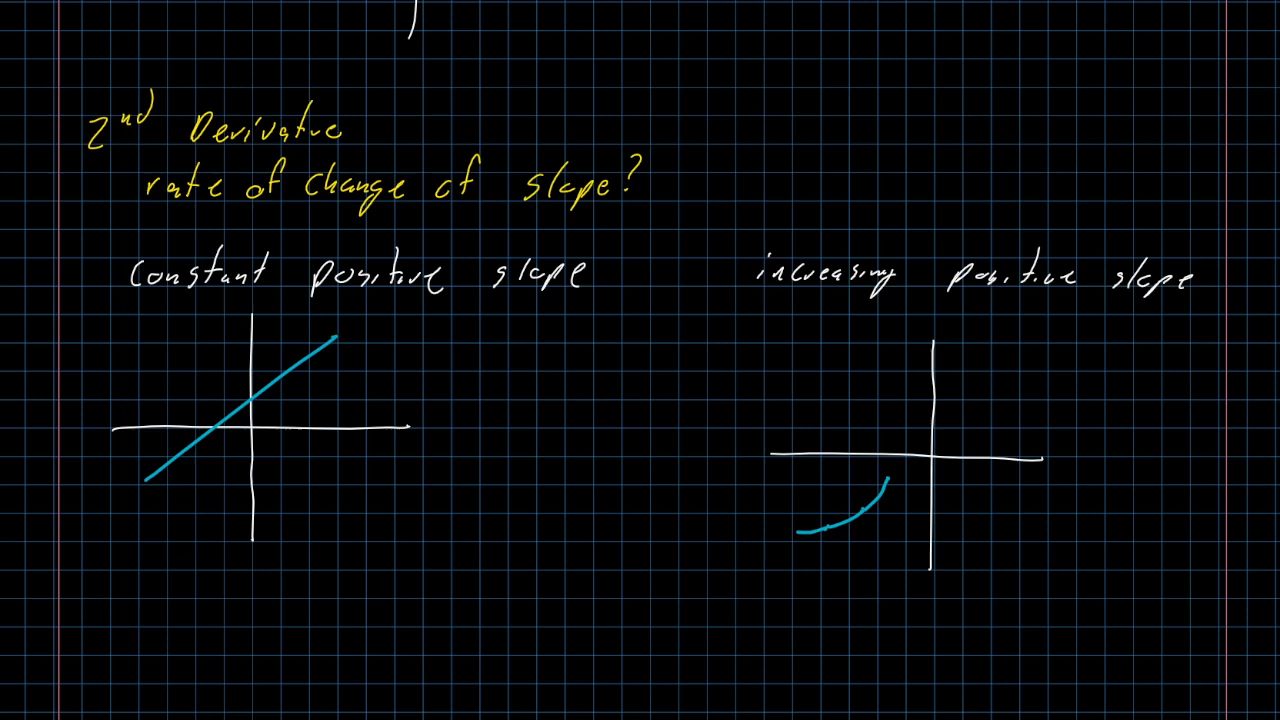 2nd Derivative
rate of change of slope?
constant positive slope
increasing positive slope